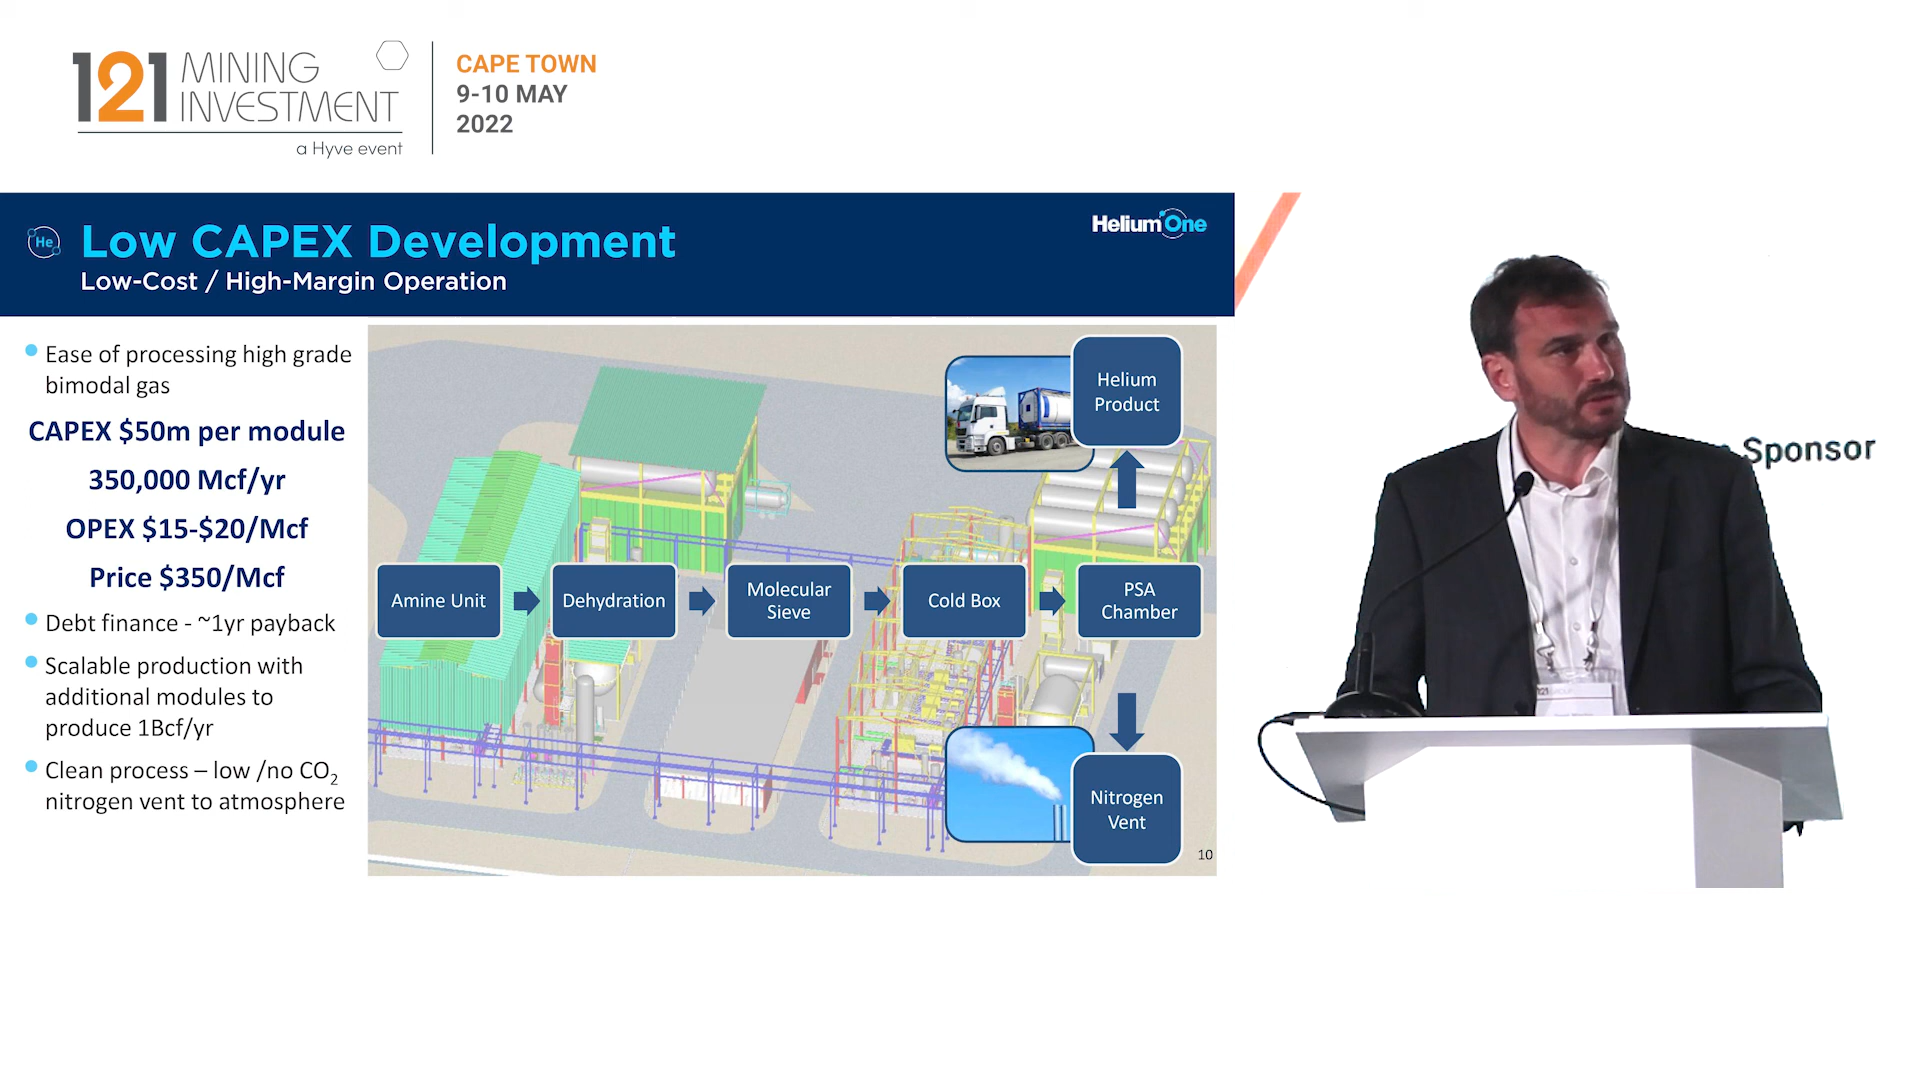 121 MINING
INVESTMENT
a Hyve event
CAPE TOWN
9-10 MAY
2022
He
Low CAPEX Development
Low-Cost / High-Margin Operation
Helium One
Ease of processing high grade
bimodal gas
CAPEX $50m per module
350,000 Mcf/yr
OPEX $15-$20/Mcf
Price $350/Mcf
Debt finance - ~1yr payback
Scalable production with
additional modules to
produce 1Bcf/yr
Clean process – low /no CO2
nitrogen vent to atmosphere
Helium
Product
Amine Unit
Dehydration
Molecular
Sieve
Cold Box
PSA
Chamber
Nitrogen
Vent
10
Sponsor
121